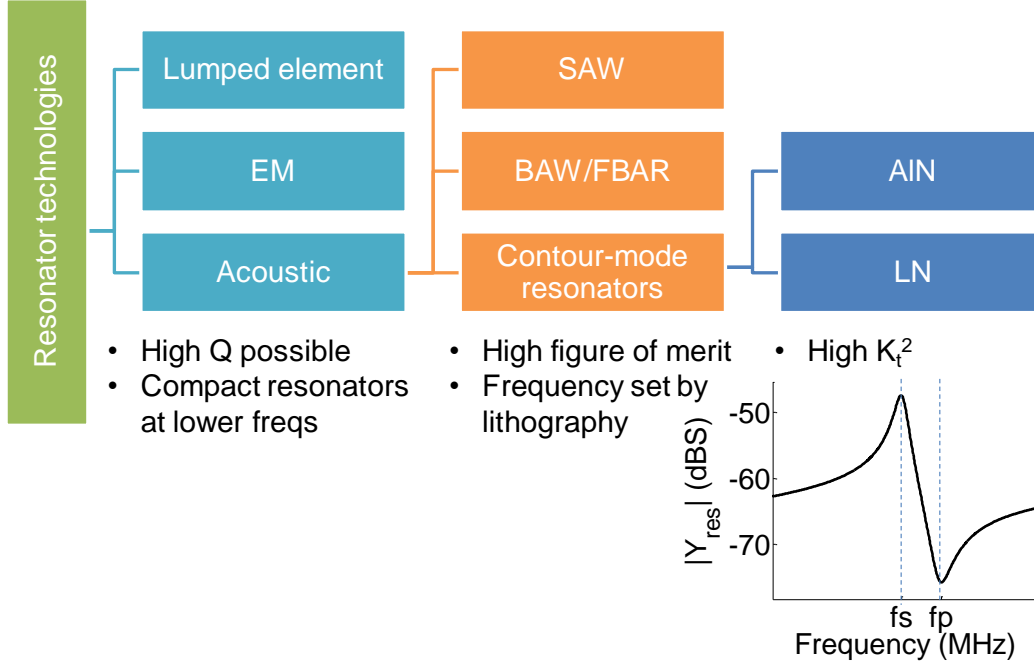 Resonator technologies
Lumped element
EM
Acoustic
SAW
BAW/FBAR
Contour-mode
resonators
AlN
LN
• High Q possible
• Compact resonators
at lower freqs
• High figure of merit
• Frequency set by
lithography
• High Kₜ²
|Y_res| (dBS)
-50
-60
-70
fs fp
Frequency (MHz)